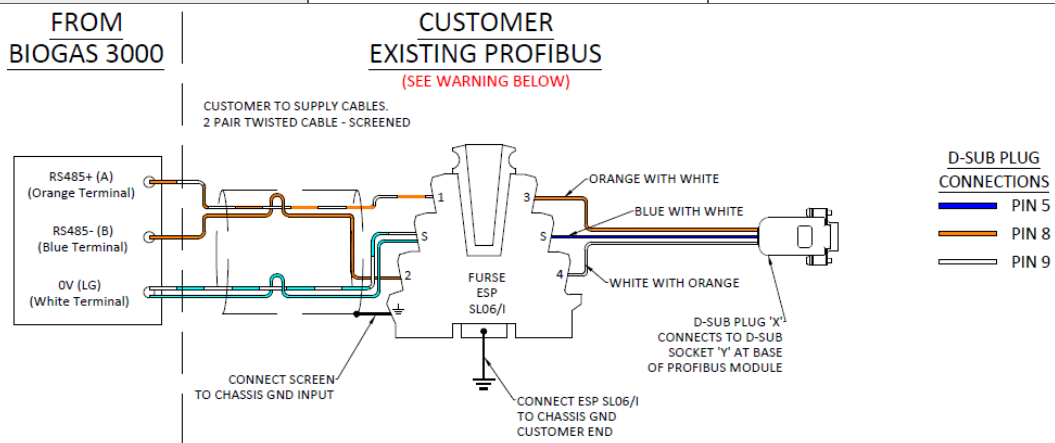 FROM
BIOGAS 3000
CUSTOMER
EXISTING PROFIBUS
(SEE WARNING BELOW)
CUSTOMER TO SUPPLY CABLES.
2 PAIR TWISTED CABLE - SCREENED
RS485+ (A)
(Orange Terminal)
RS485- (B)
(Blue Terminal)
0V (LG)
(White Terminal)
1
S
2
3
S
4
FURSE
ESP
SL06/I
ORANGE WITH WHITE
BLUE WITH WHITE
WHITE WITH ORANGE
D-SUB PLUG 'X'
CONNECTS TO D-SUB
SOCKET 'Y' AT BASE
OF PROFIBUS MODULE
CONNECT SCREEN
TO CHASSIS GND INPUT
CONNECT ESP SL06/I
TO CHASSIS GND
CUSTOMER END
D-SUB PLUG
CONNECTIONS
PIN 5
PIN 8
PIN 9